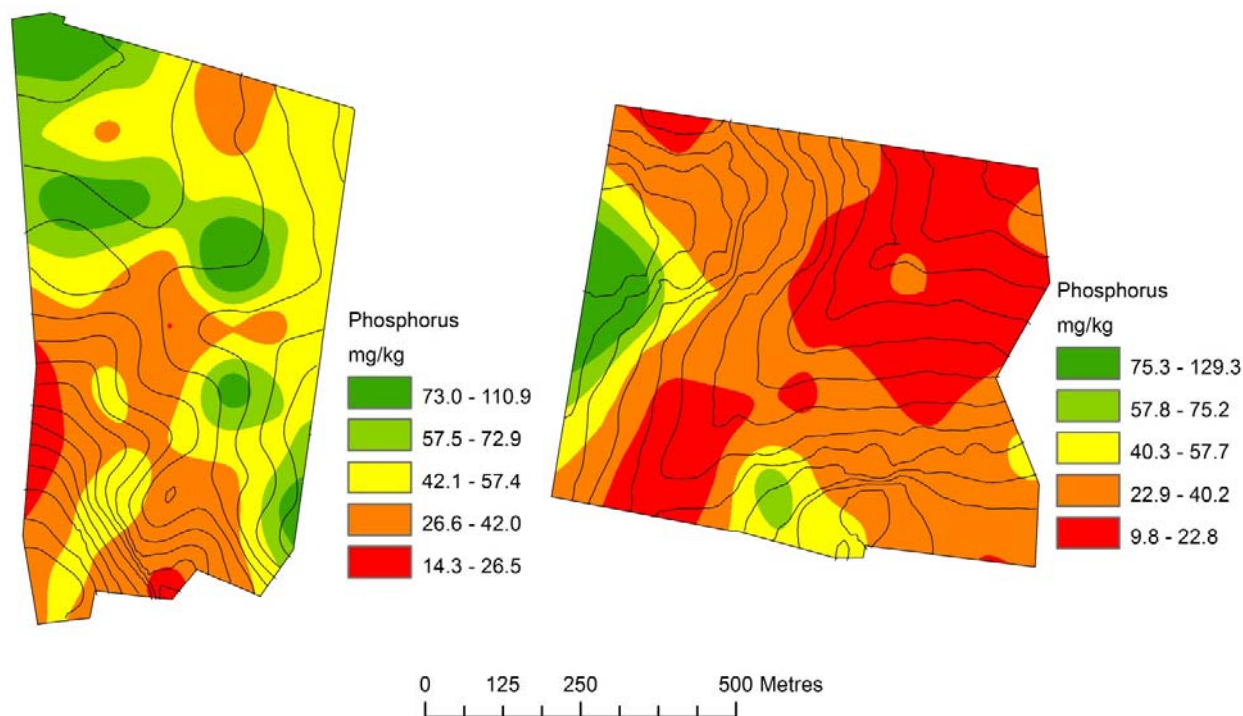 Phosphorus
mg/kg
73.0 - 110.9
57.5 - 72.9
42.1 - 57.4
26.6 - 42.0
14.3 - 26.5
Phosphorus
mg/kg
75.3 - 129.3
57.8 - 75.2
40.3 - 57.7
22.9 - 40.2
9.8 - 22.8
0 125 250 500 Metres